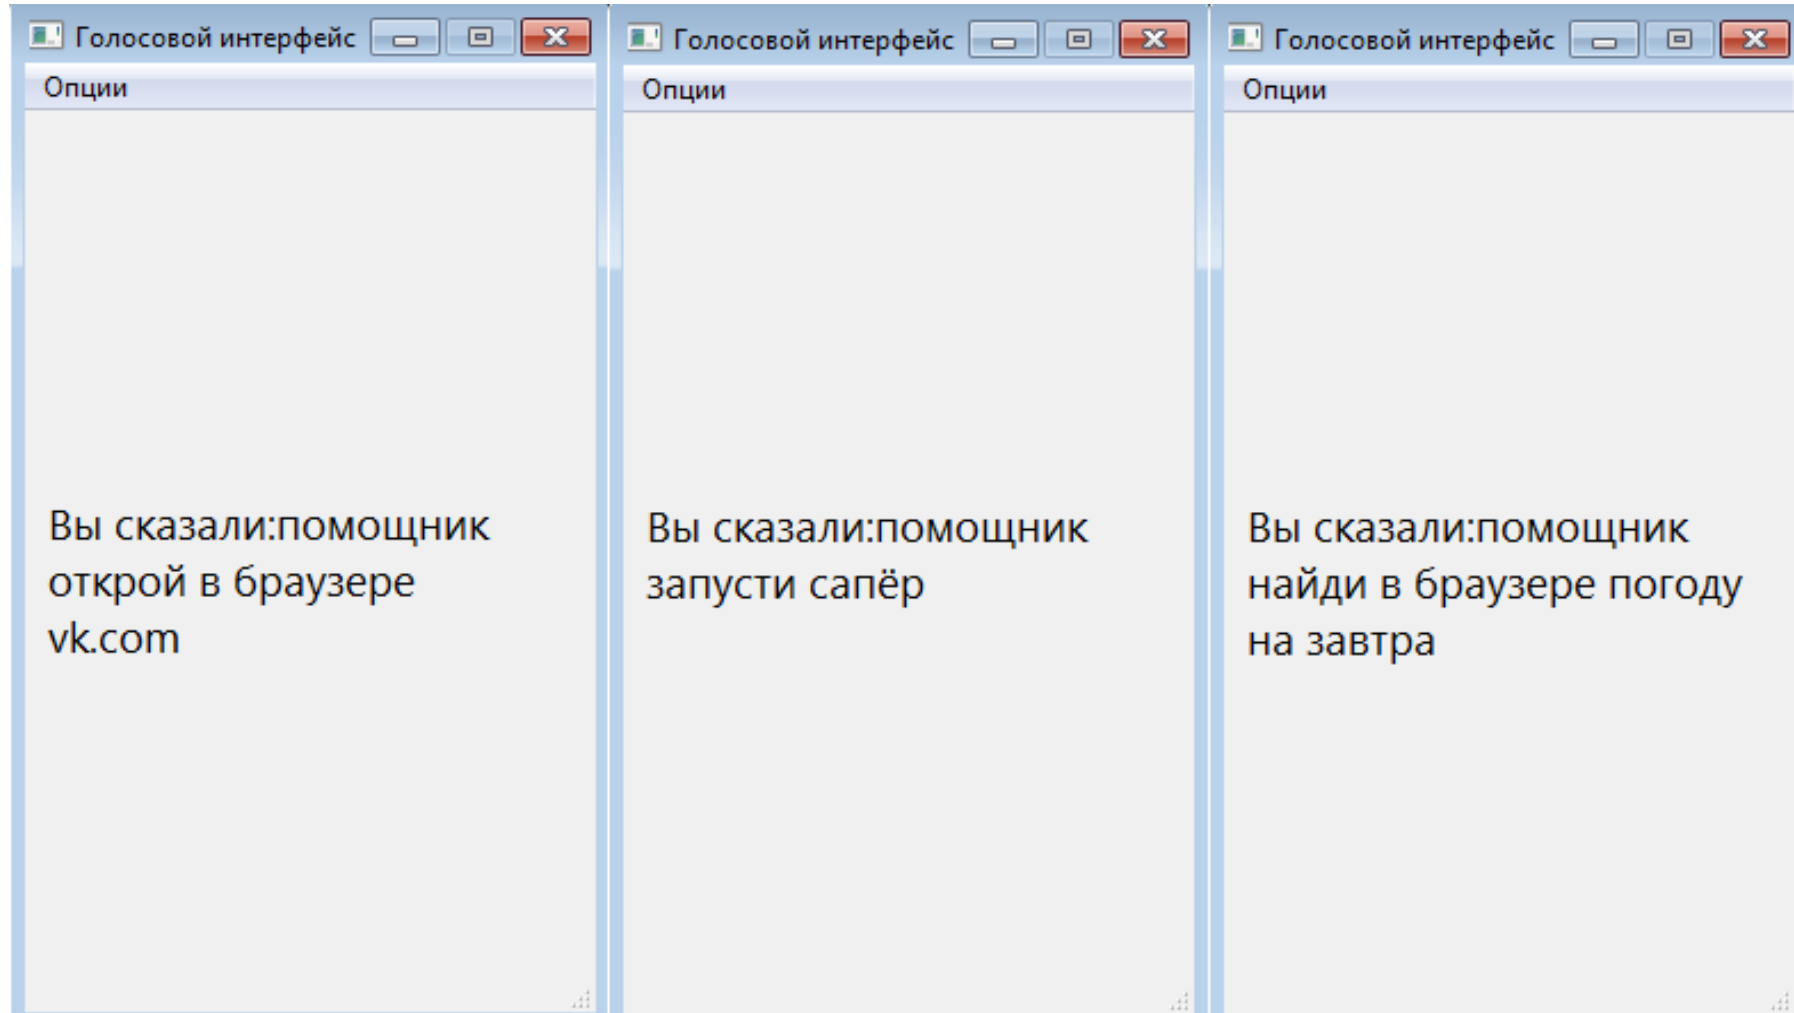 Голосовой интерфейс
Опции
Вы сказали:помощник
открой в браузере
vk.com
Голосовой интерфейс
Опции
Вы сказали:помощник
запусти сапёр
Голосовой интерфейс
Опции
Вы сказали:помощник
найди в браузере погоду
на завтра